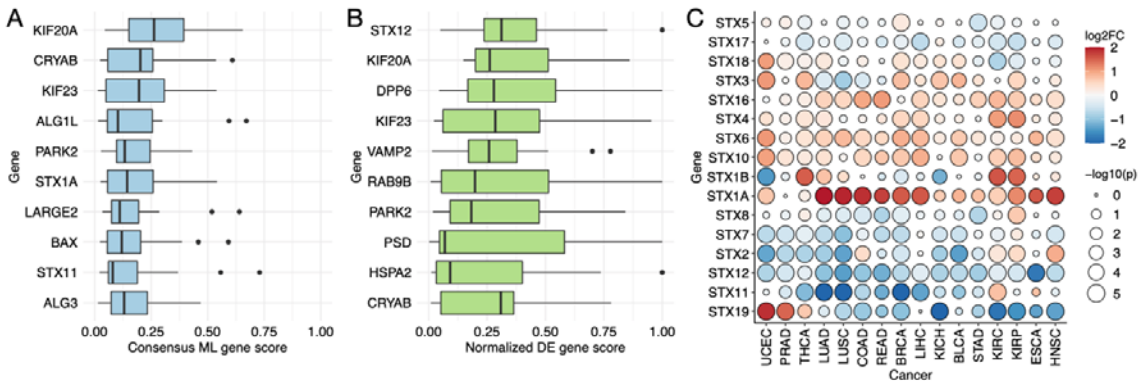 A
Gene
KIF20A
CRYAB
KIF23
ALG1L
PARK2
STX1A
LARGE2
BAX
STX11
ALG3
0.00 0.25 0.50 0.75 1.00
Consensus ML gene score
B
Gene
STX12
KIF20A
DPP6
KIF23
VAMP2
RAB9B
PARK2
PSD
HSPA2
CRYAB
0.00 0.25 0.50 0.75 1.00
Normalized DE gene score
C
Gene
STX5
STX17
STX18
STX3
STX16
STX4
STX6
STX10
STX1B
STX1A
STX8
STX7
STX2
STX12
STX11
STX19
UCEC PRAD THCA LUAD LUSC COAD READ BRCA LIHC KICH BLCA STAD KIRC KIRP ESCA HNSC
Cancer
log2FC
2
1
0
−1
−2
−log10(p)
0
1
2
3
4
5